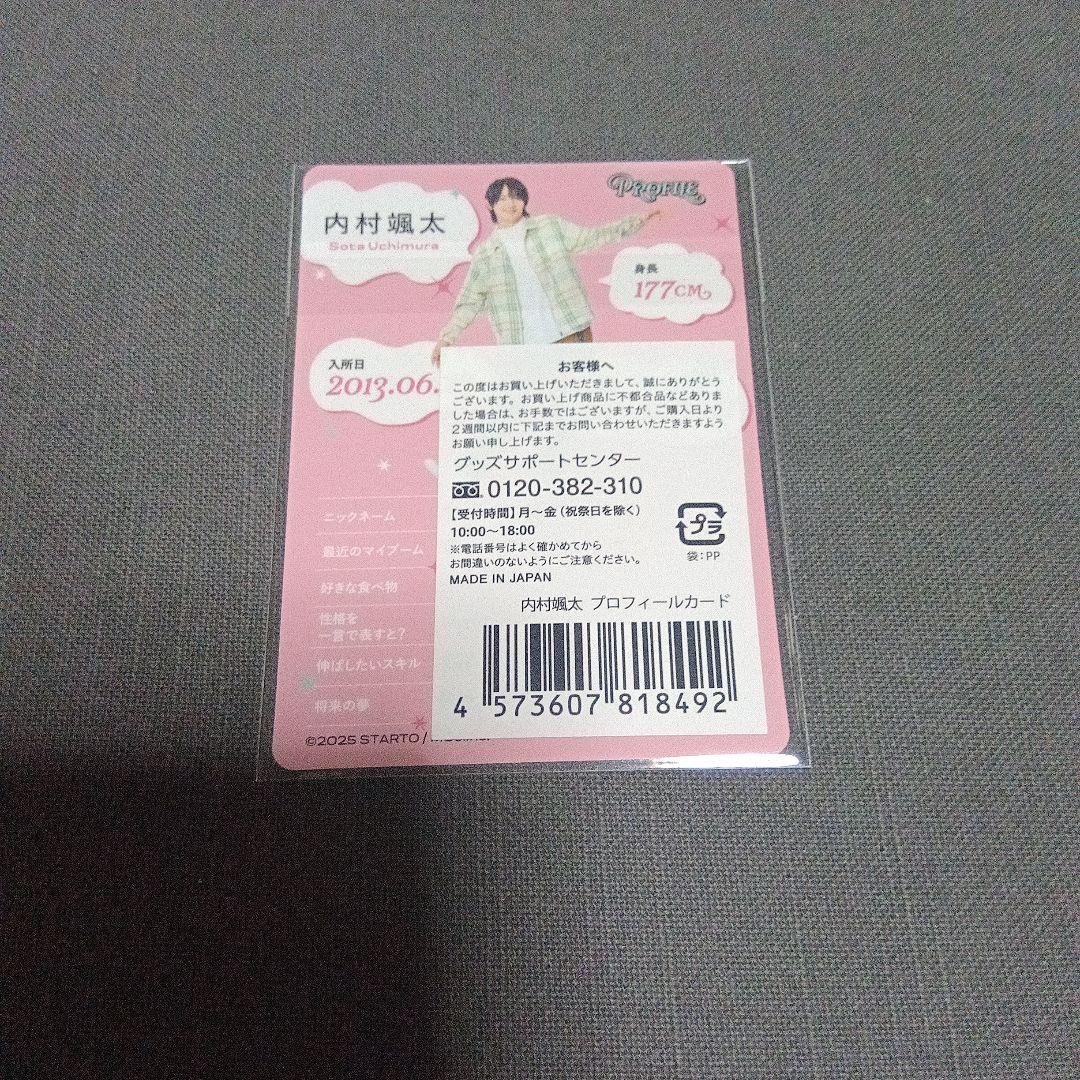 PROFILE
内村颯太
Sota Uchimura
身長
177CM
入所日
2013.06.
お客様へ
この度はお買い上げいただきまして、誠にありがとう
ございます。お買い上げ商品に不都合品などありま
した場合は、お手数ではございますが、ご購入日より
2週間以内に下記までお問い合わせいただきますよう
お願い申し上げます。
グッズサポートセンター
0120-382-310
【受付時間】月〜金(祝祭日を除く)
10:00〜18:00
※電話番号はよく確かめてから
お間違いのないようにご注意ください。
MADE IN JAPAN
プラ
袋:PP
内村颯太 プロフィールカード
4 573607 818492
ニックネーム
最近のマイブーム
好きな食べ物
性格を
一言で表すと?
伸ばしたいスキル
将来の夢
©2025 STARTO /